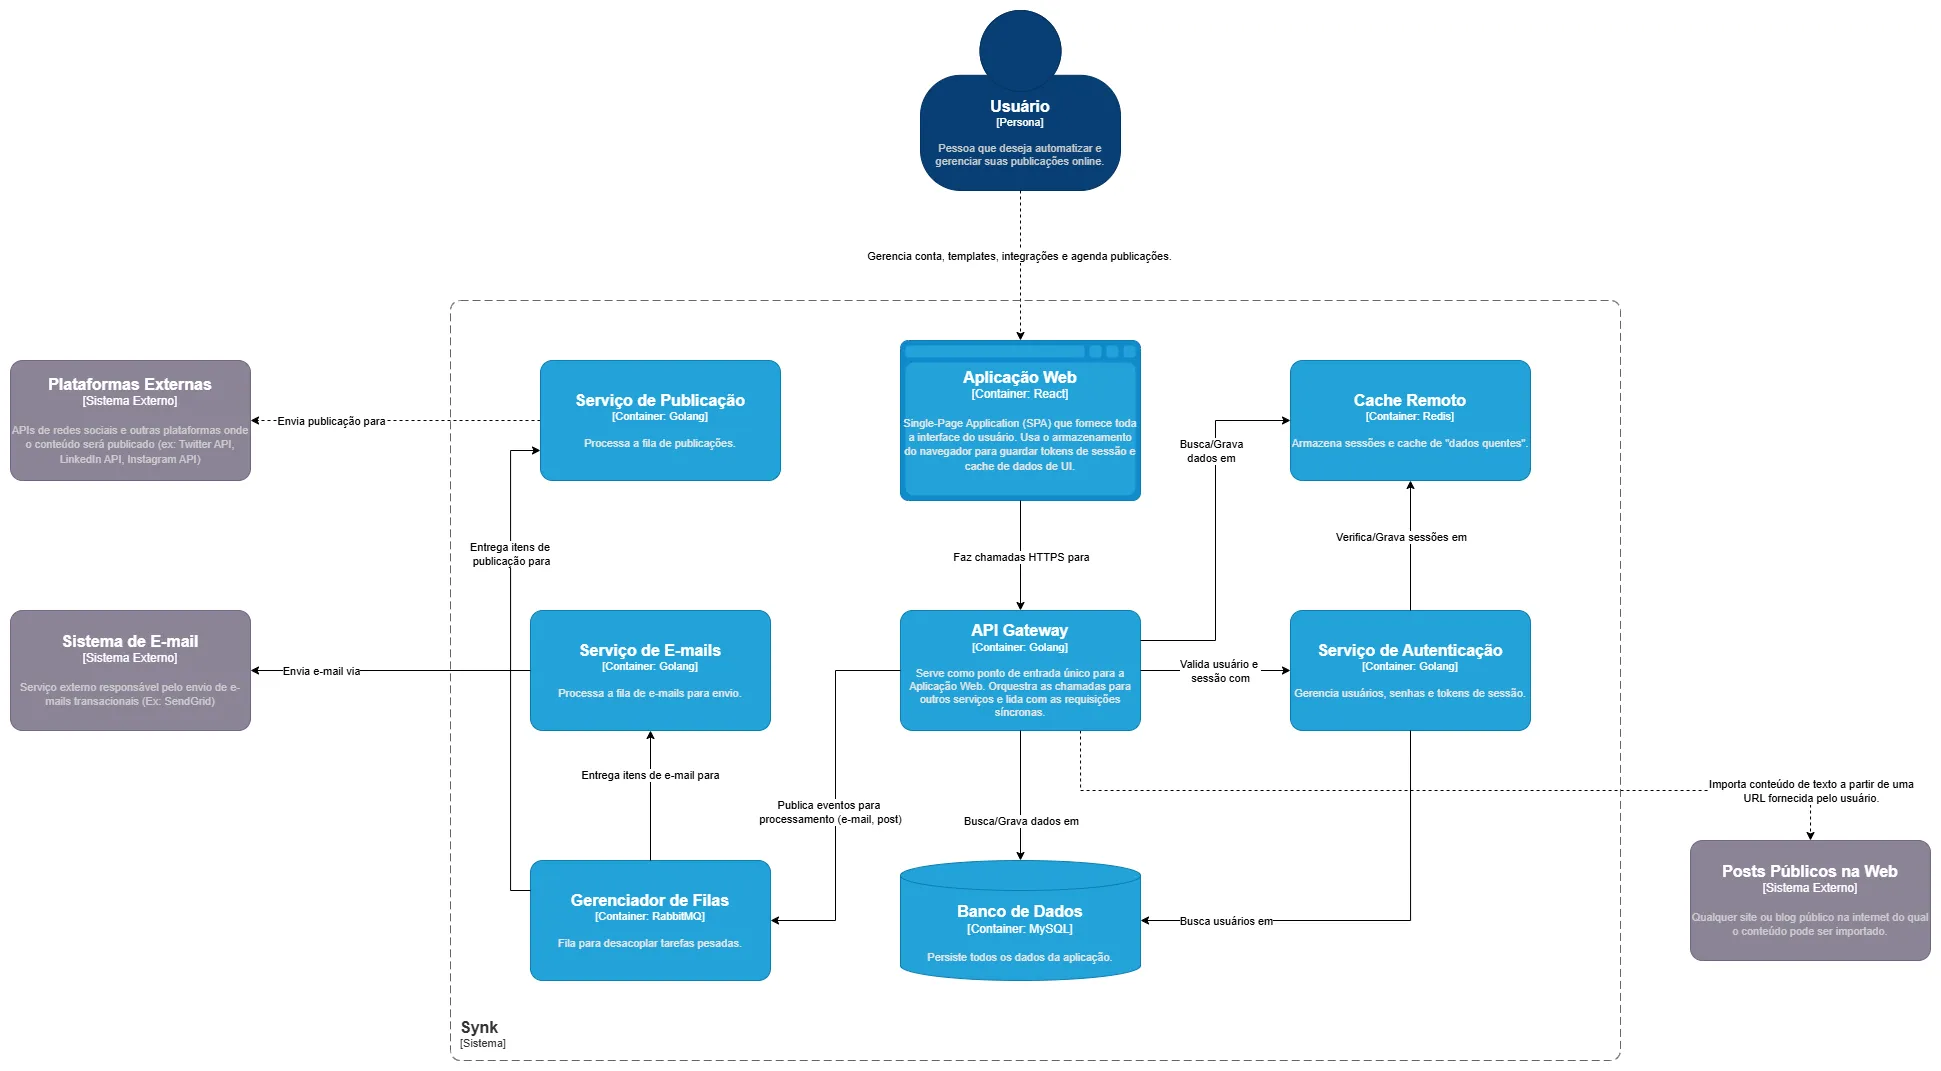 Usuário
[Persona]
Pessoa que deseja automatizar e
gerenciar suas publicações online.
Gerencia conta, templates, integrações e agenda publicações.
Plataformas Externas
[Sistema Externo]
APIs de redes sociais e outras plataformas onde
o conteúdo será publicado (ex: Twitter API,
LinkedIn API, Instagram API)
Envia publicação para
Serviço de Publicação
[Container: Golang]
Processa a fila de publicações.
Aplicação Web
[Container: React]
Single-Page Application (SPA) que fornece toda
a interface do usuário. Usa o armazenamento
do navegador para guardar tokens de sessão e
cache de dados de UI.
Busca/Grava
dados em
Cache Remoto
[Container: Redis]
Armazena sessões e cache de "dados quentes".
Entrega itens de
publicação para
Faz chamadas HTTPS para
Verifica/Grava sessões em
Sistema de E-mail
[Sistema Externo]
Serviço externo responsável pelo envio de e-
mails transacionais (Ex: SendGrid)
Envia e-mail via
Serviço de E-mails
[Container: Golang]
Processa a fila de e-mails para envio.
API Gateway
[Container: Golang]
Serve como ponto de entrada único para a
Aplicação Web. Orquestra as chamadas para
outros serviços e lida com as requisições
síncronas.
Valida usuário e
sessão com
Serviço de Autenticação
[Container: Golang]
Gerencia usuários, senhas e tokens de sessão.
Entrega itens de e-mail para
Publica eventos para
processamento (e-mail, post)
Busca/Grava dados em
Importa conteúdo de texto a partir de uma
URL fornecida pelo usuário.
Gerenciador de Filas
[Container: RabbitMQ]
Fila para desacoplar tarefas pesadas.
Banco de Dados
[Container: MySQL]
Persiste todos os dados da aplicação.
Busca usuários em
Posts Públicos na Web
[Sistema Externo]
Qualquer site ou blog público na internet do qual
o conteúdo pode ser importado.
Synk
[Sistema]